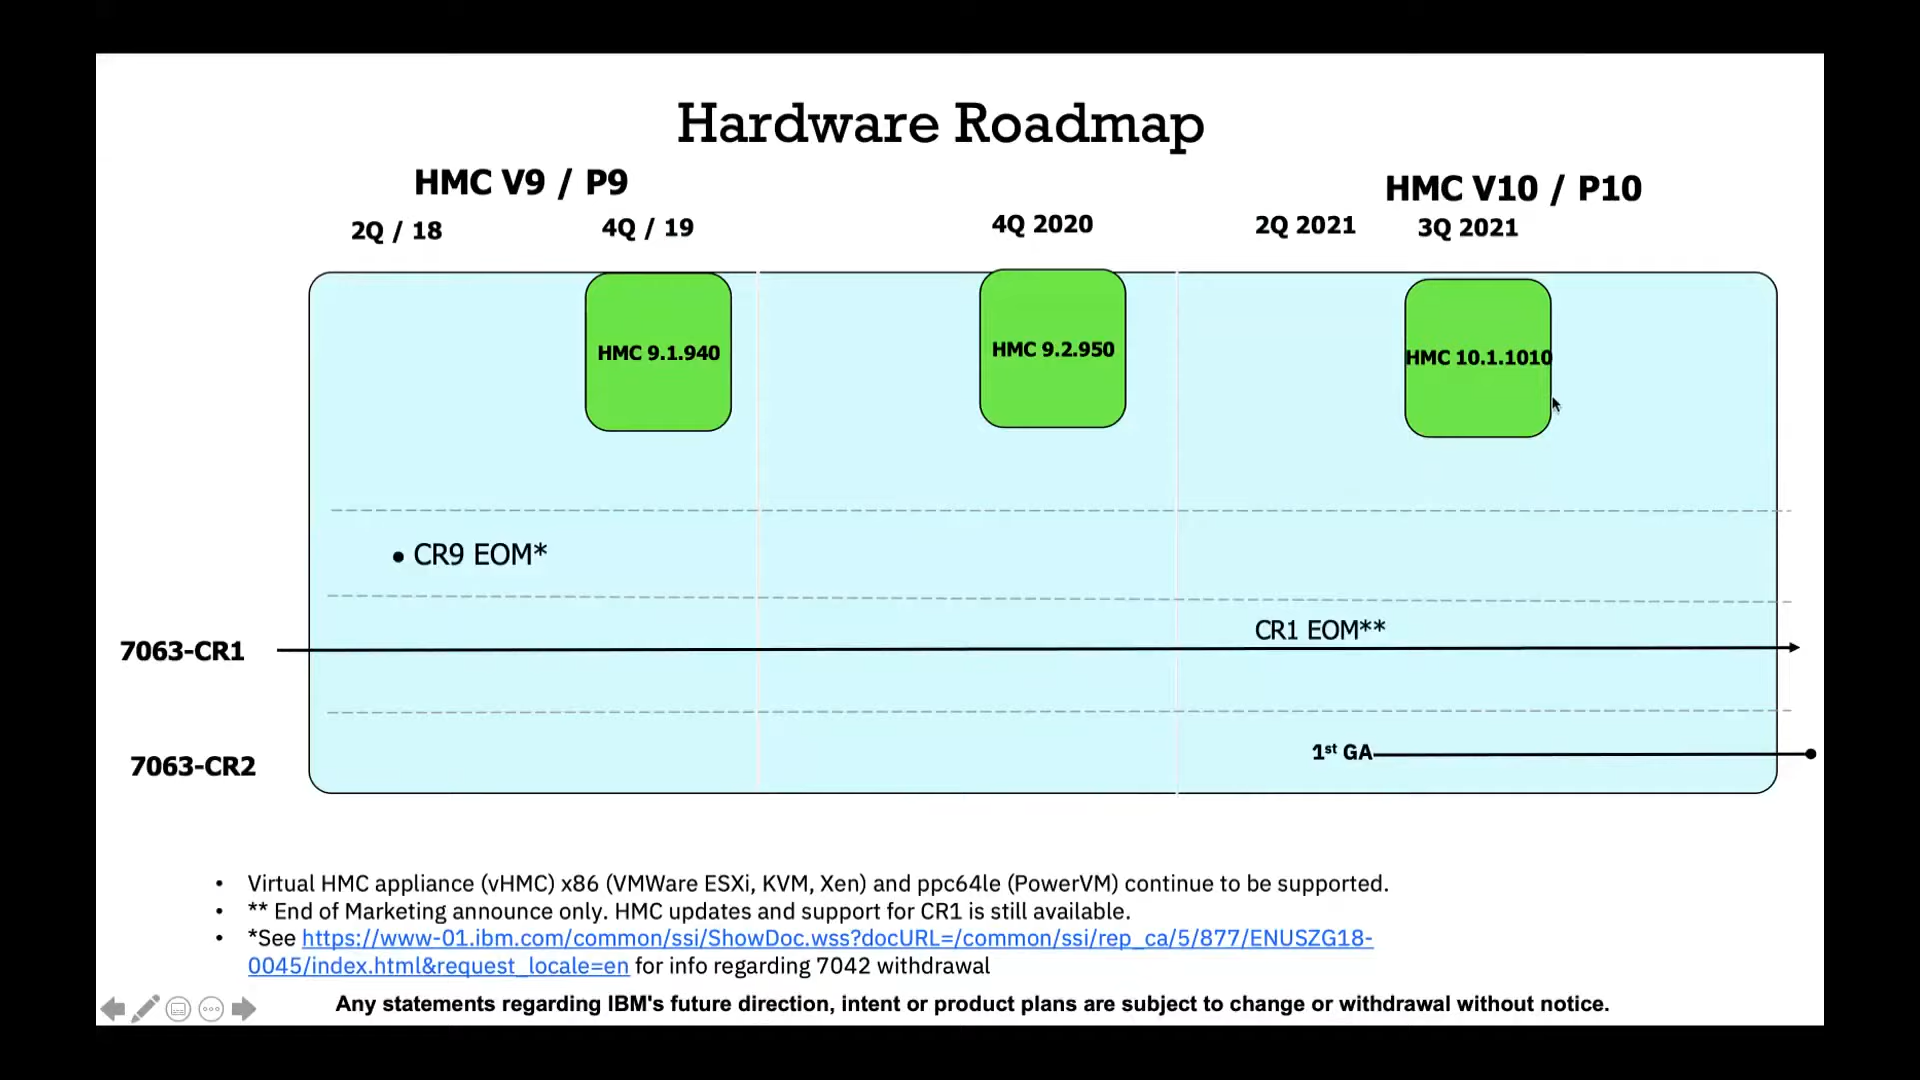 Hardware Roadmap
HMC V9 / P9
HMC V10 / P10
2Q / 18
4Q / 19
4Q 2020
2Q 2021
3Q 2021
HMC 9.1.940
HMC 9.2.950
HMC 10.1.1010
• CR9 EOM*
CR1 EOM**
7063-CR1
1st GA
7063-CR2
• Virtual HMC appliance (vHMC) x86 (VMWare ESXi, KVM, Xen) and ppc64le (PowerVM) continue to be supported.
• ** End of Marketing announce only. HMC updates and support for CR1 is still available.
• *See https://www-01.ibm.com/common/ssi/ShowDoc.wss?docURL=/common/ssi/rep_ca/5/877/ENUSZG18-
0045/index.html&request_locale=en for info regarding 7042 withdrawal
Any statements regarding IBM's future direction, intent or product plans are subject to change or withdrawal without notice.